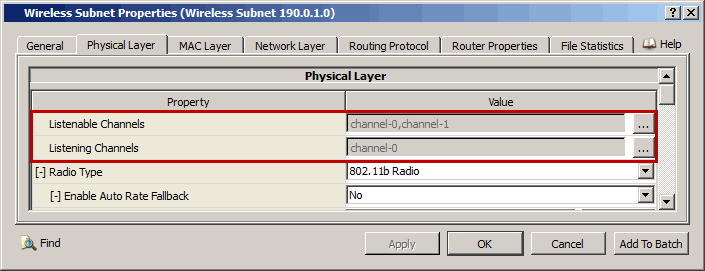 Wireless Subnet Properties (Wireless Subnet 190.0.1.0)
General Physical Layer MAC Layer Network Layer Routing Protocol Router Properties File Statistics Help
Physical Layer
Property Value
Listenable Channels channel-0,channel-1 ...
Listening Channels channel-0 ...
[-] Radio Type 802.11b Radio
[-] Enable Auto Rate Fallback No
Find Apply OK Cancel Add To Batch